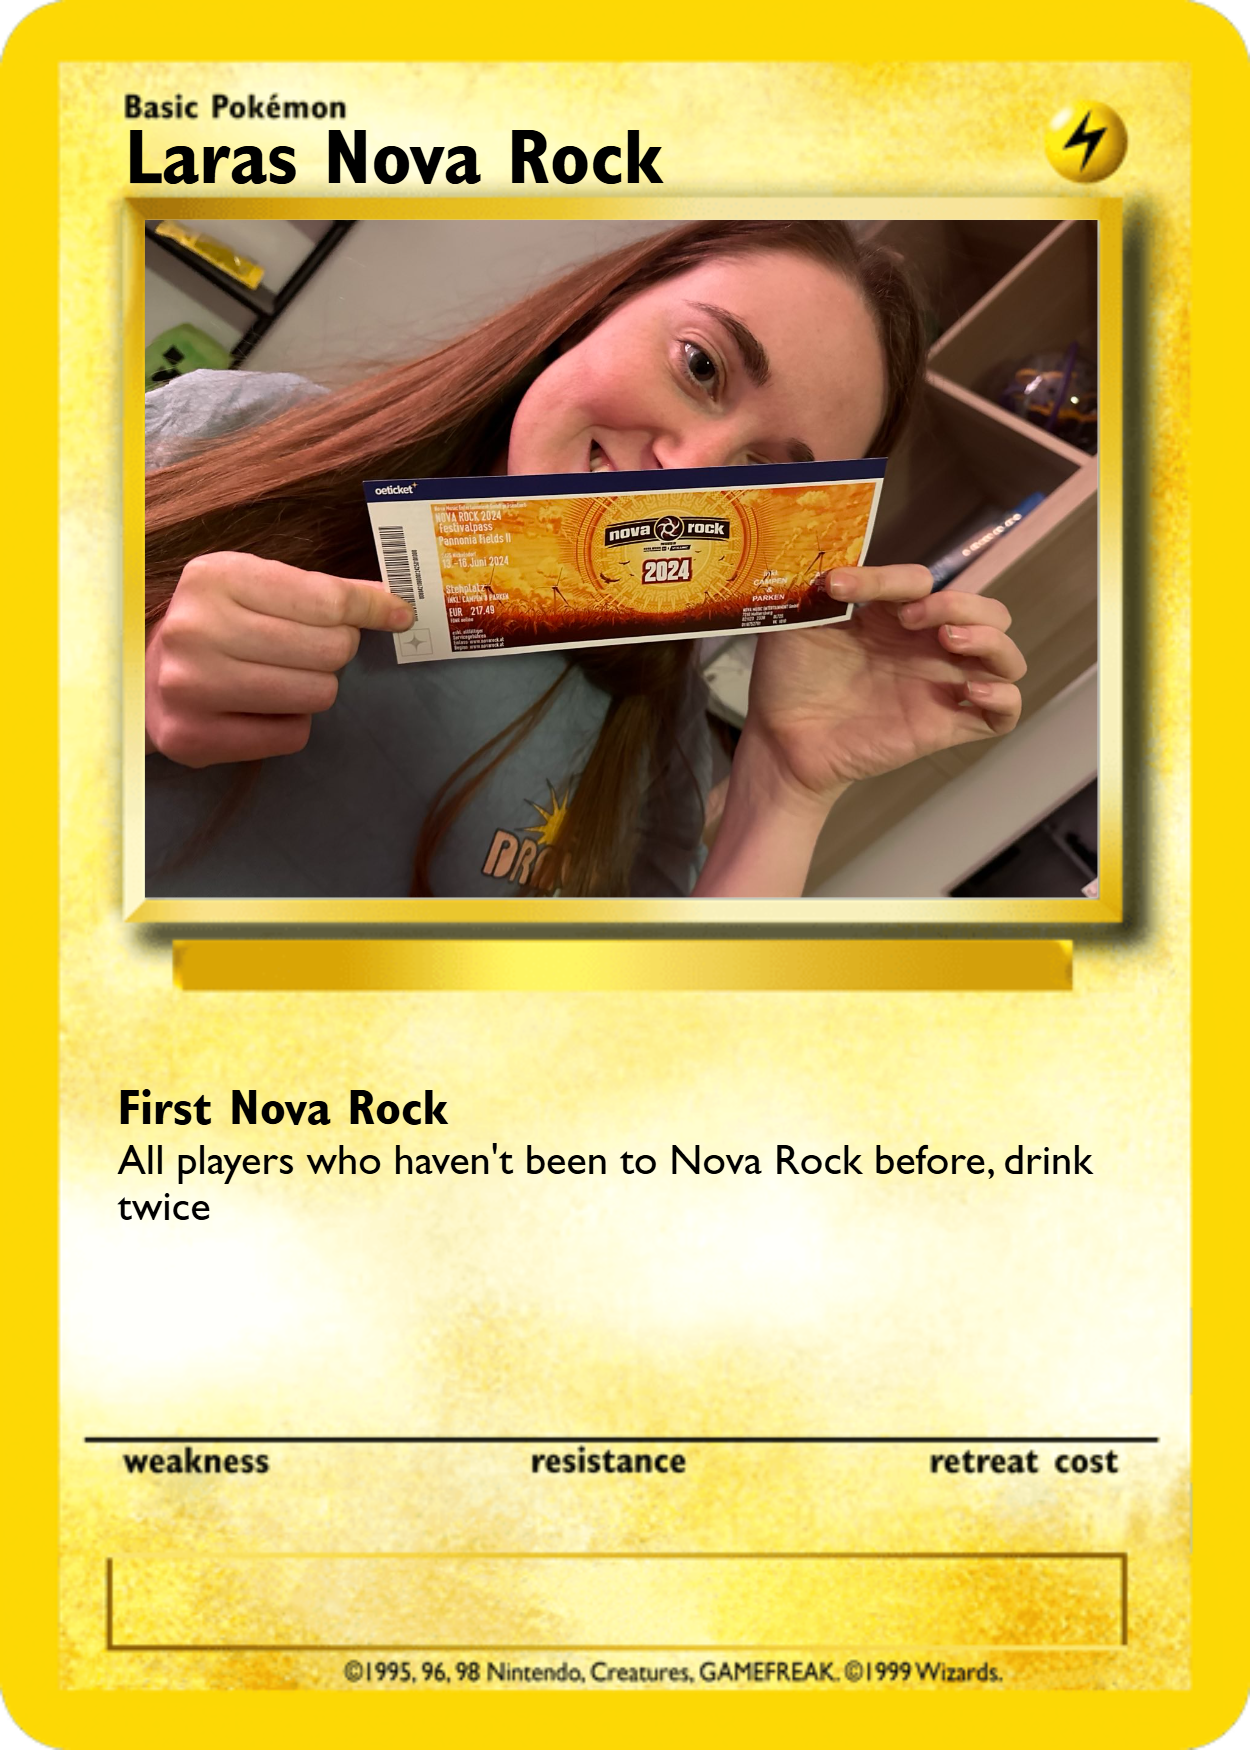 Basic Pokémon
Laras Nova Rock
oeticket
NOVA ROCK 2024
Festivalpass
Pannonia Fields II
13.-16. Juni 2024
Stehplatz
INKL. CAMPEN & PARKEN
EUR 217.49
nova rock
2024
inkl.
CAMPEN
&
PARKEN
First Nova Rock
All players who haven't been to Nova Rock before, drink
twice
weakness resistance retreat cost
©1995, 96, 98 Nintendo, Creatures, GAMEFREAK. ©1999 Wizards.